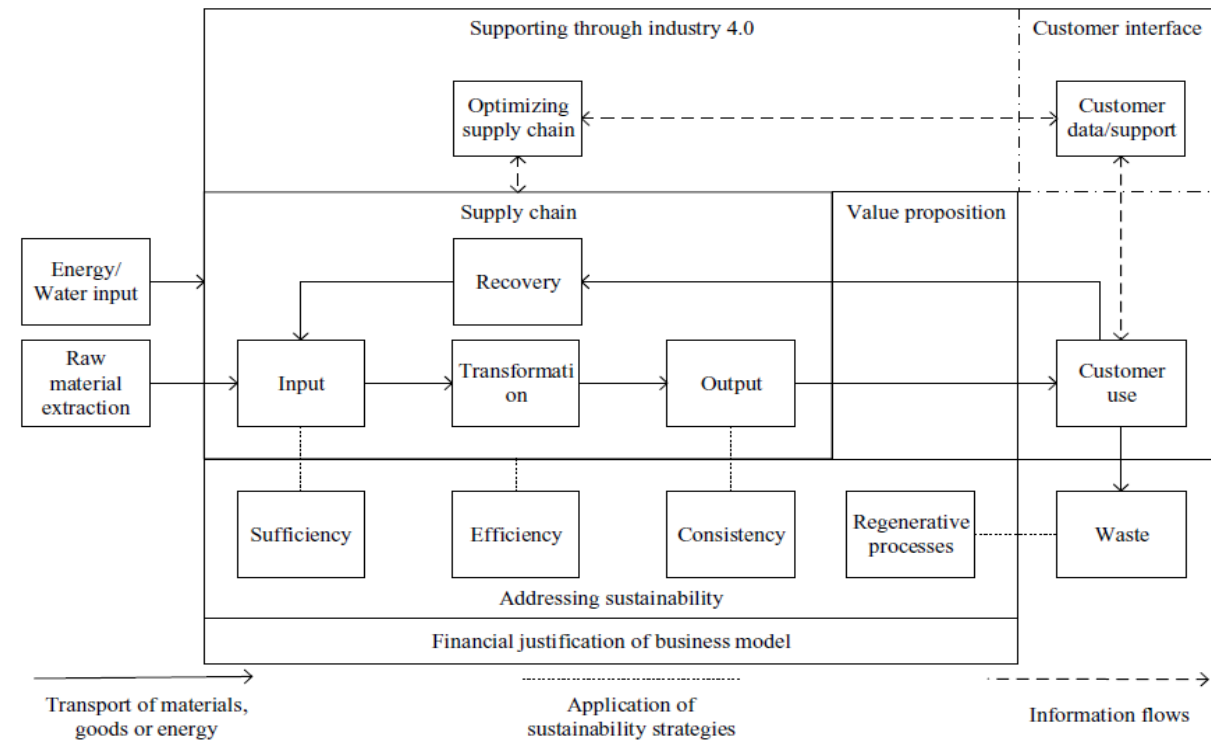 Supporting through industry 4.0
Customer interface
Optimizing
supply chain
Customer
data/support
Supply chain
Value proposition
Energy/
Water input
Recovery
Raw
material
extraction
Input
Transformati
on
Output
Customer
use
Sufficiency
Efficiency
Consistency
Regenerative
processes
Waste
Addressing sustainability
Financial justification of business model
Transport of materials,
goods or energy
Application of
sustainability strategies
Information flows